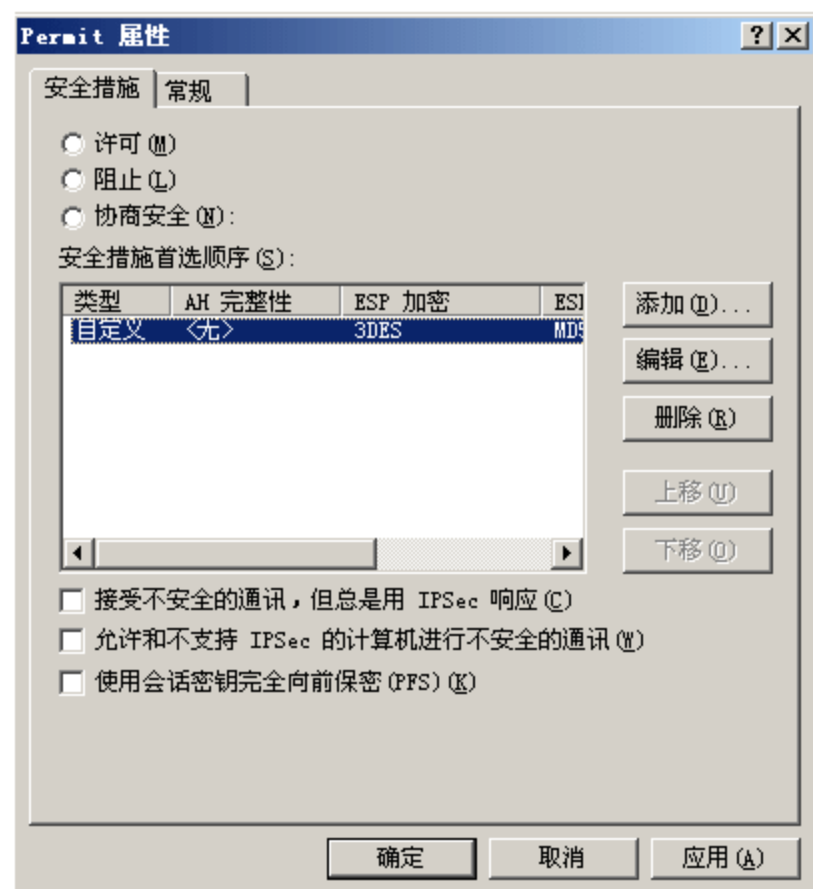 Permit 属性
安全措施 常规
许可(M)
阻止(L)
协商安全(N):
安全措施首选顺序(S):
类型 AH 完整性 ESP 加密 ESI
自定义 <无> 3DES MD5
添加(D)...
编辑(E)...
册除(R)
上移(U)
下移(O)
接受不安全的通讯，但总是用 IPSec 响应(C)
允许和不支持 IPSec 的计算机进行不安全的通讯(W)
使用会话密钥完全向前保密(PFS)(K)
确定 取消 应用(A)